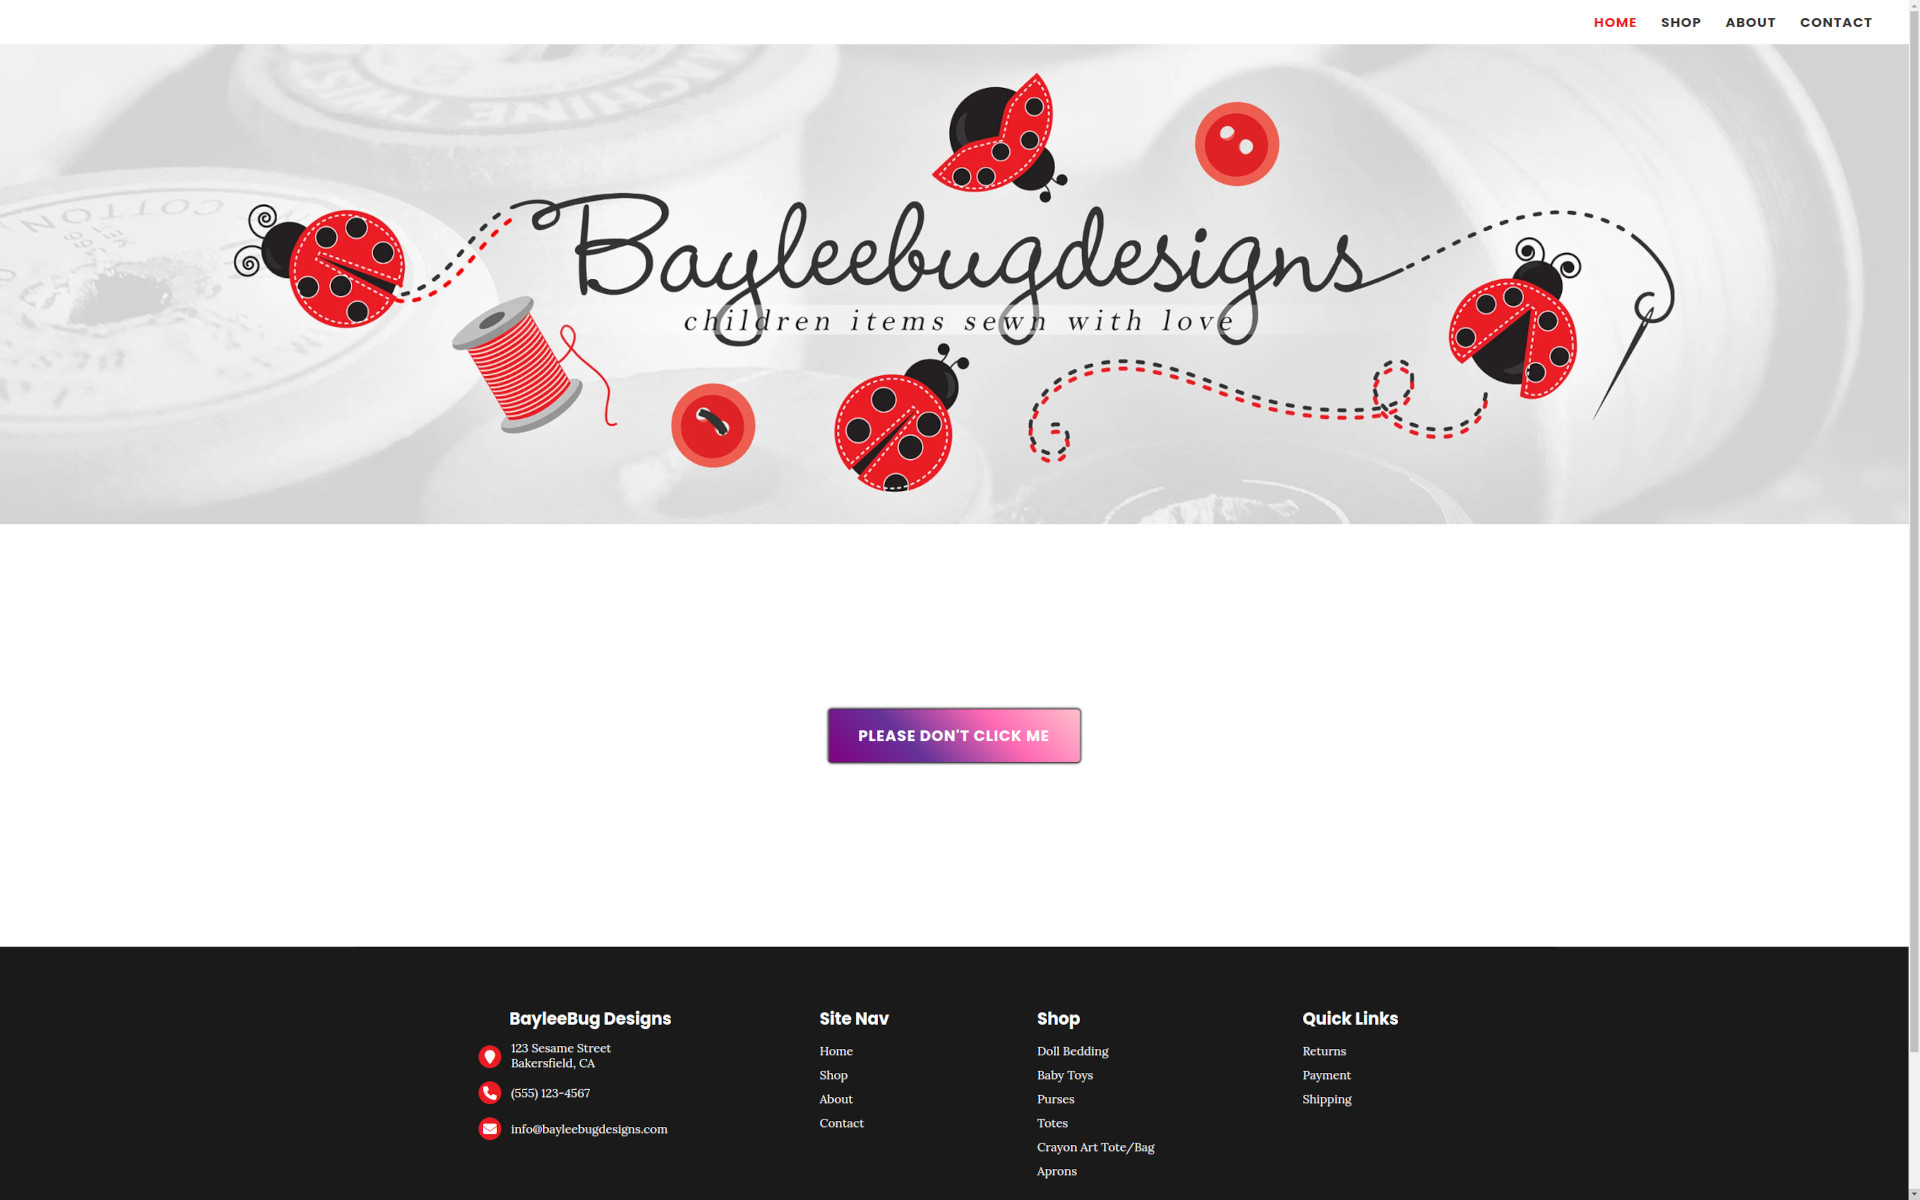 HOME SHOP ABOUT CONTACT
Bayleebugdesigns
children items sewn with love
PLEASE DON'T CLICK ME
BayleeBug Designs
123 Sesame Street
Bakersfield, CA
(555) 123-4567
info@bayleebugdesigns.com
Site Nav
Home
Shop
About
Contact
Shop
Doll Bedding
Baby Toys
Purses
Totes
Crayon Art Tote/Bag
Aprons
Quick Links
Returns
Payment
Shipping
COTTON